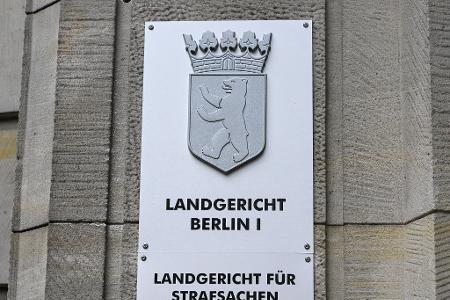 LANDGERICHT
BERLIN I
LANDGERICHT FÜR
STRAFSACHEN